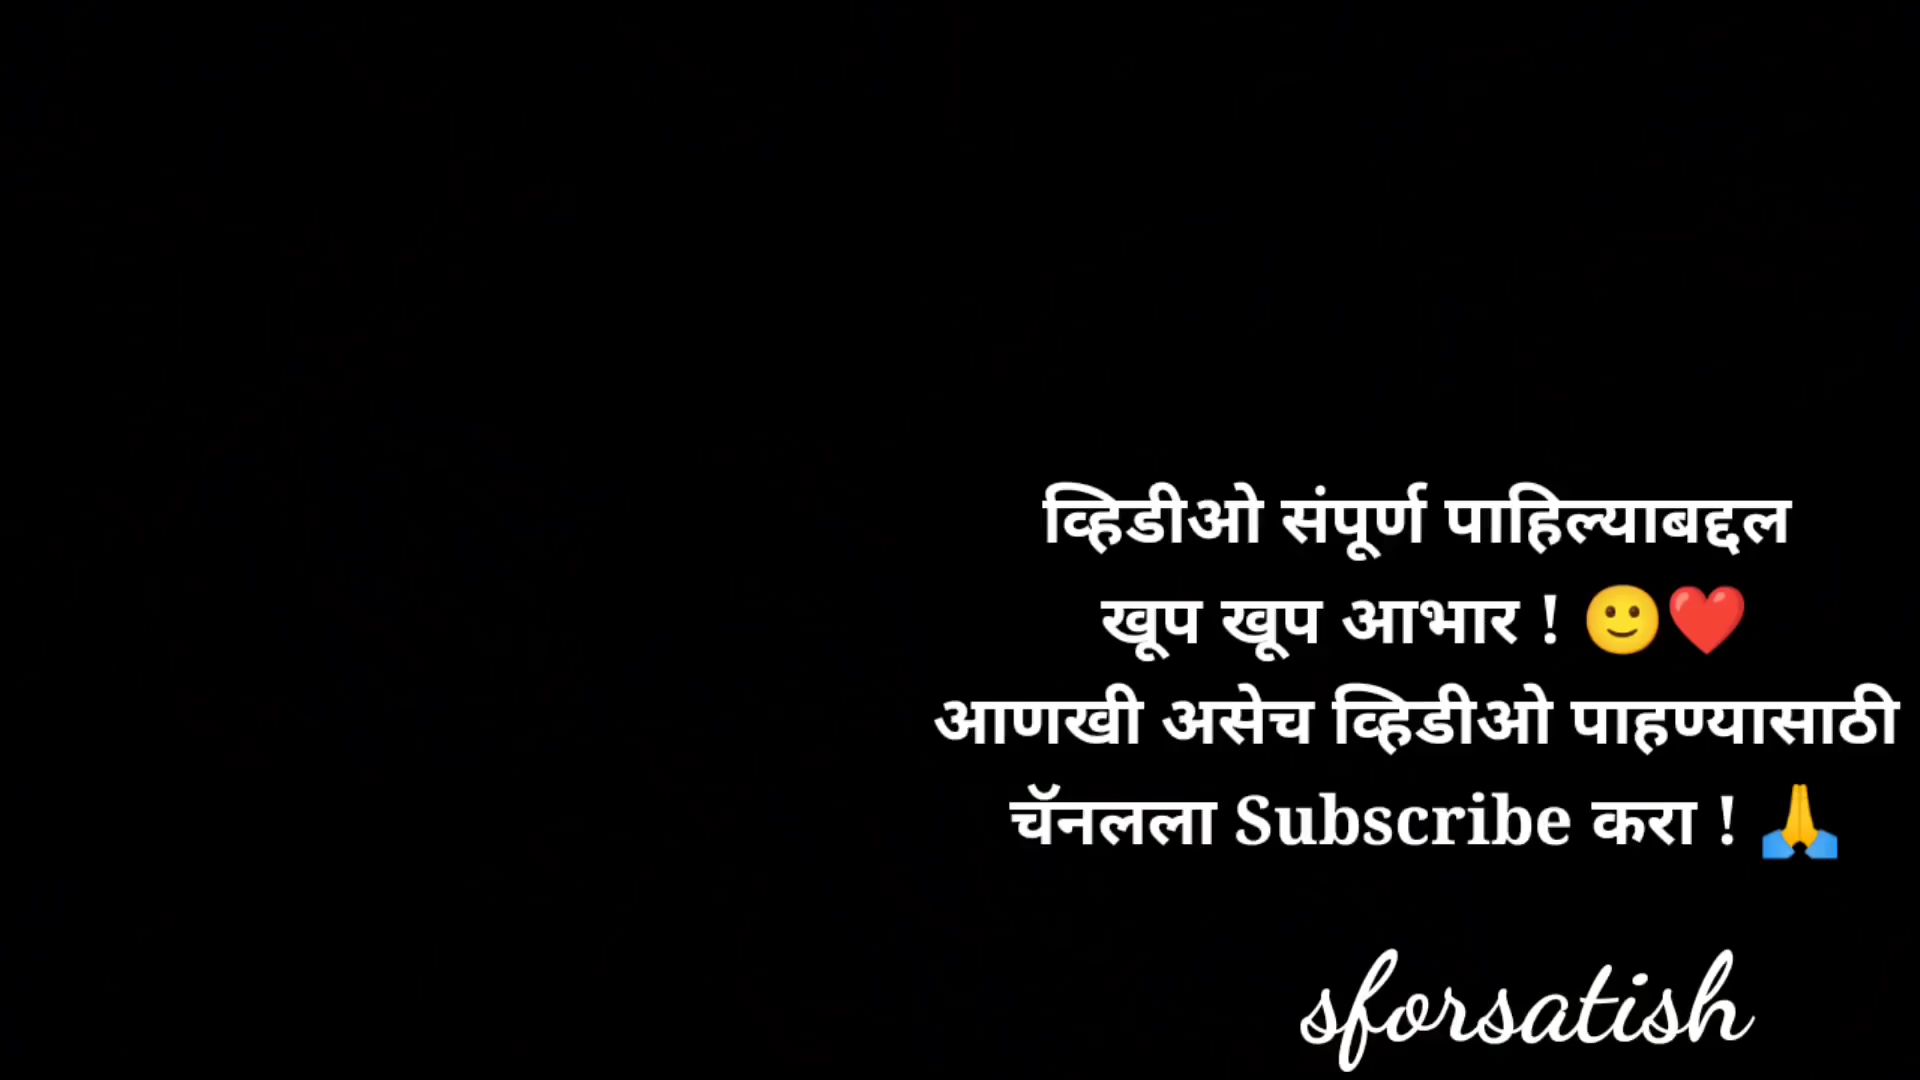 व्हिडीओ संपूर्ण पाहिल्याबद्दल
खूप खूप आभार ! 🙂❤️
आणखी असेच व्हिडीओ पाहण्यासाठी
चॅनलला Subscribe करा ! 🙏
sforsatish